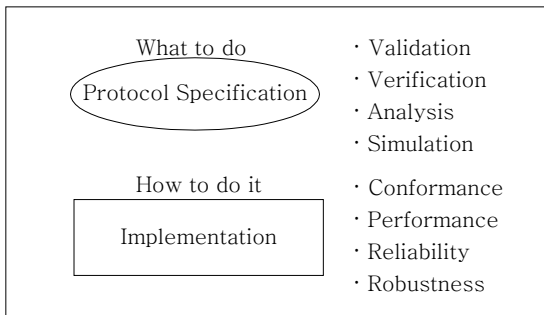 What to do
Protocol Specification
· Validation
· Verification
· Analysis
· Simulation
How to do it
Implementation
· Conformance
· Performance
· Reliability
· Robustness